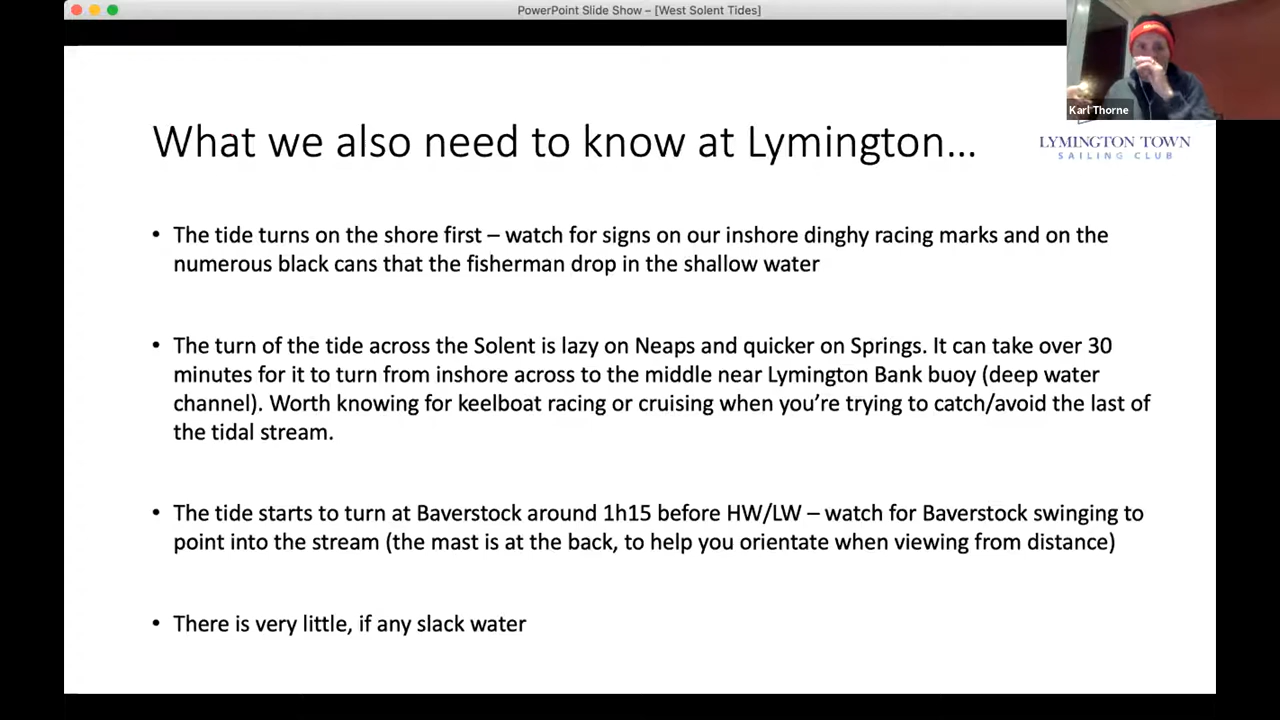 PowerPoint Slide Show – [West Solent Tides]
Karl Thorne
What we also need to know at Lymington...
LYMINGTON TOWN
SAILING CLUB
• The tide turns on the shore first – watch for signs on our inshore dinghy racing marks and on the
numerous black cans that the fisherman drop in the shallow water
• The turn of the tide across the Solent is lazy on Neaps and quicker on Springs. It can take over 30
minutes for it to turn from inshore across to the middle near Lymington Bank buoy (deep water
channel). Worth knowing for keelboat racing or cruising when you’re trying to catch/avoid the last of
the tidal stream.
• The tide starts to turn at Baverstock around 1h15 before HW/LW – watch for Baverstock swinging to
point into the stream (the mast is at the back, to help you orientate when viewing from distance)
• There is very little, if any slack water